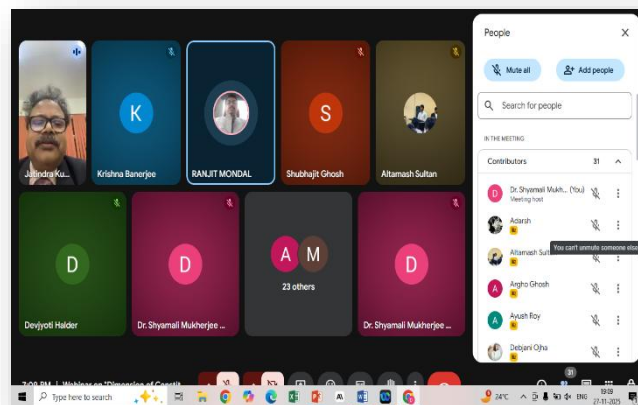 Jatindra Ku...
K
Krishna Banerjee
RANJIT MONDAL
S
Shubhajit Ghosh
Altamash Sultan
D
Devjyoti Halder
D
Dr. Shyamali Mukherjee ...
A M
23 others
D
Dr. Shyamali Mukherjee ...
7:08 PM | Webinar on "Dimension of Constit
People
Mute all
Add people
Search for people
IN THE MEETING
Contributors 31
D
Dr. Shyamali Mukh... (You)
Meeting host
Adarsh
You can't unmute someone else
Altamash Sult
A
Argho Ghosh
A
Ayush Roy
Debjani Ojha
31
Type here to search
24°C
ENG
19:09
27-11-2025